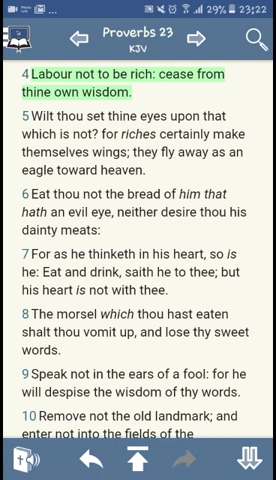 29% 23:22
Proverbs 23
KJV
4 Labour not to be rich: cease from
thine own wisdom.
5 Wilt thou set thine eyes upon that
which is not? for riches certainly make
themselves wings; they fly away as an
eagle toward heaven.
6 Eat thou not the bread of him that
hath an evil eye, neither desire thou his
dainty meats:
7 For as he thinketh in his heart, so is
he: Eat and drink, saith he to thee; but
his heart is not with thee.
8 The morsel which thou hast eaten
shalt thou vomit up, and lose thy sweet
words.
9 Speak not in the ears of a fool: for he
will despise the wisdom of thy words.
10 Remove not the old landmark; and
enter not into the fields of the